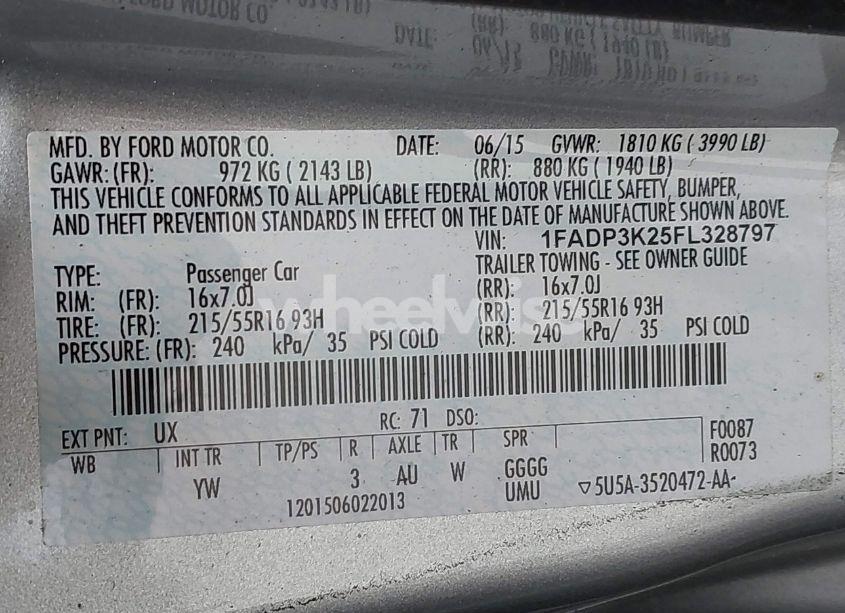 MFD. BY FORD MOTOR CO. DATE: 06/15 GVWR: 1810 KG ( 3990 LB)
GAWR: (FR): 972 KG ( 2143 LB) (RR): 880 KG ( 1940 LB)
THIS VEHICLE CONFORMS TO ALL APPLICABLE FEDERAL MOTOR VEHICLE SAFETY, BUMPER,
AND THEFT PREVENTION STANDARDS IN EFFECT ON THE DATE OF MANUFACTURE SHOWN ABOVE.
VIN: 1FADP3K25FL328797
TYPE: Passenger Car TRAILER TOWING - SEE OWNER GUIDE
RIM: (FR): 16x7.0J (RR): 16x7.0J
TIRE: (FR): 215/55R16 93H (RR): 215/55R16 93H
PRESSURE: (FR): 240 kPa/ 35 PSI COLD (RR): 240 kPa/ 35 PSI COLD
EXT PNT: UX RC: 71 DSO: F0087
WB INT TR TP/PS R AXLE TR SPR R0073
YW 3 AU W GGGG
UMU ▽5U5A-3520472-AA-
1201506022013